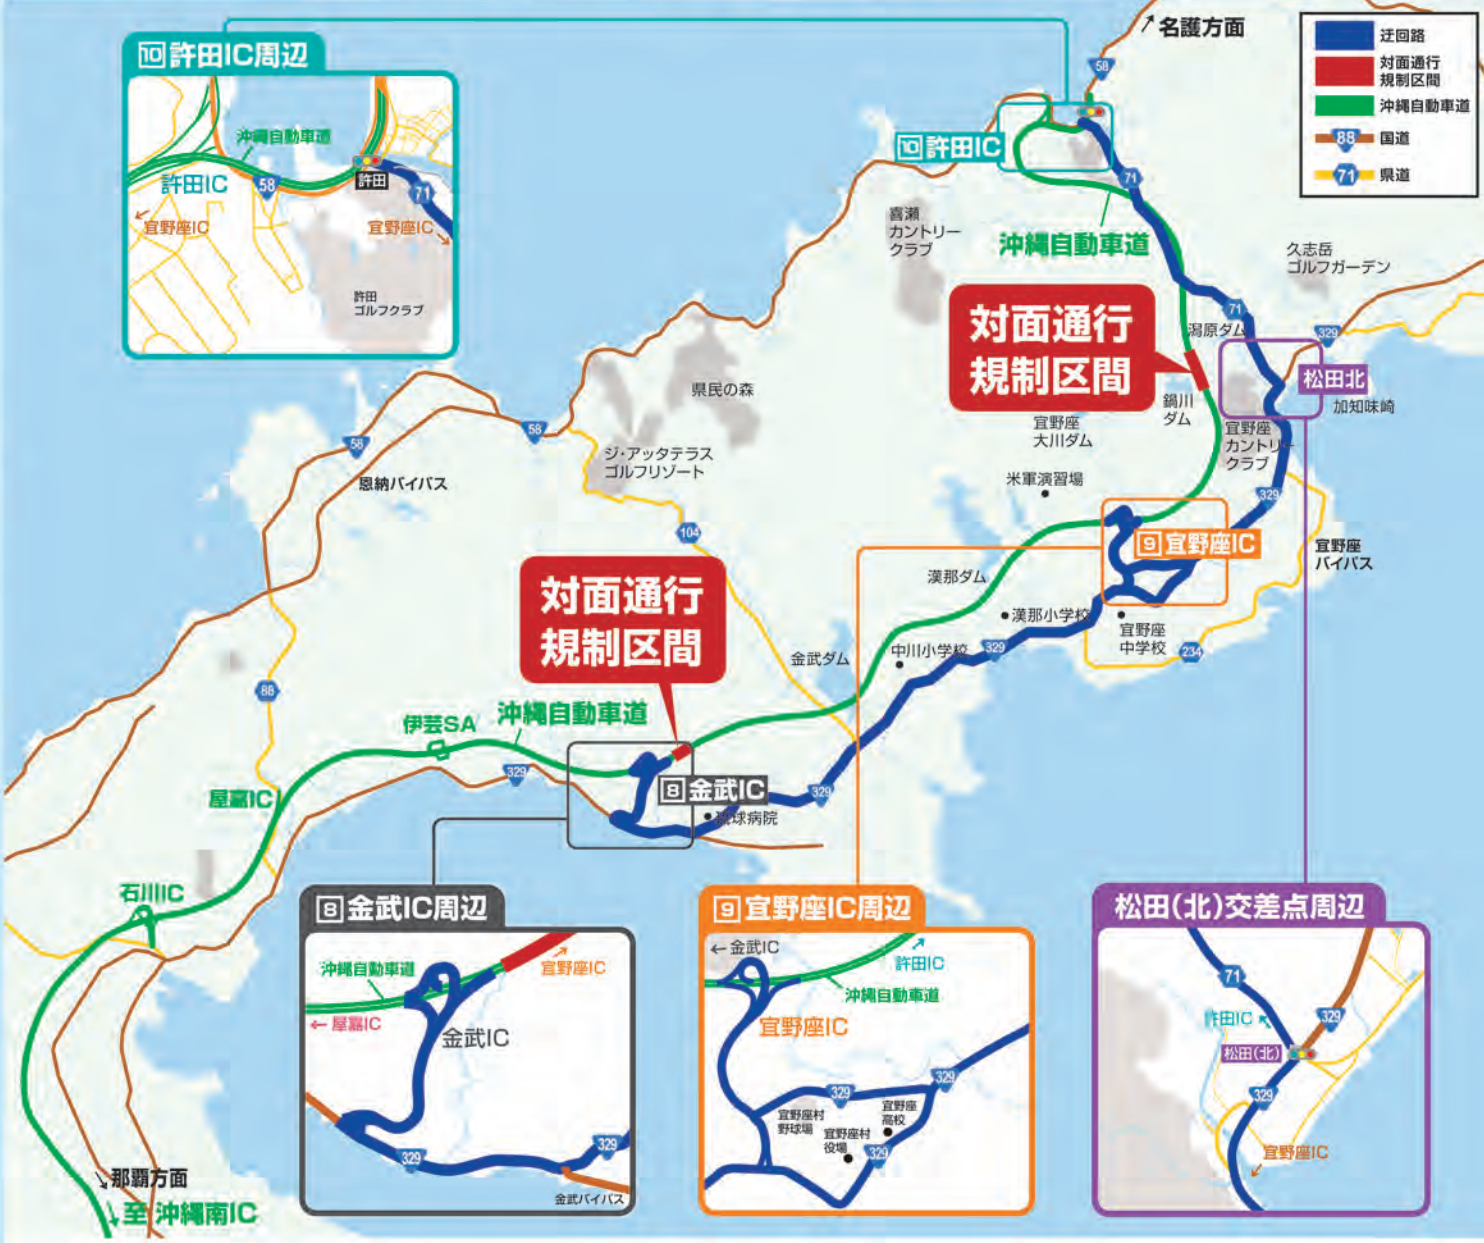 10 許田IC周辺
沖縄自動車道
許田IC
58
許田
71
宜野座IC
宜野座IC
許田
ゴルフクラブ
名護方面
58
迂回路
対面通行
規制区間
沖縄自動車道
88 国道
71 県道
10 許田IC
71
喜瀬
カントリー
クラブ
沖縄自動車道
久志岳
ゴルフガーデン
対面通行
規制区間
71
潟原ダム
329
松田北
加知味崎
鍋川
ダム
宜野座
大川ダム
宜野座
カントリー
クラブ
県民の森
58
58
恩納バイパス
ジ・アッタテラス
ゴルフリゾート
米軍演習場
329
104
9 宜野座IC
宜野座
バイパス
対面通行
規制区間
漢那ダム
漢那小学校
宜野座
中学校
234
中川小学校
329
金武ダム
88
伊芸SA
沖縄自動車道
329
屋嘉IC
8 金武IC
329
琉球病院
石川IC
那覇方面
至 沖縄南IC
8 金武IC周辺
沖縄自動車道
宜野座IC
← 屋嘉IC
金武IC
329
329
金武バイパス
9 宜野座IC周辺
← 金武IC
許田IC
沖縄自動車道
宜野座IC
329
329
宜野座村
野球場
宜野座
高校
宜野座村
役場
329
松田(北)交差点周辺
71
許田IC
329
松田(北)
329
宜野座IC